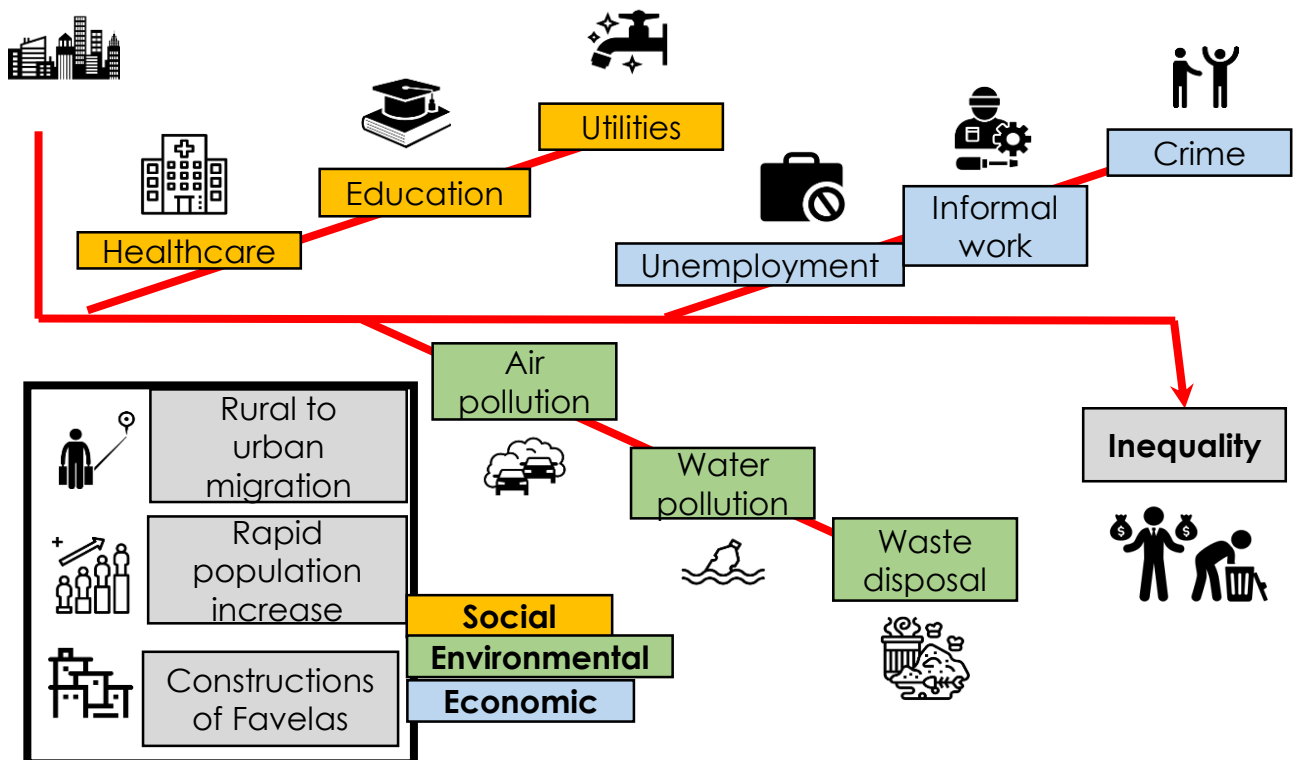 Utilities
Education
Healthcare
Crime
Informal
work
Unemployment
Air
pollution
Water
pollution
Waste
disposal
Inequality
Rural to
urban
migration
Rapid
population
increase
Constructions
of Favelas
Social
Environmental
Economic